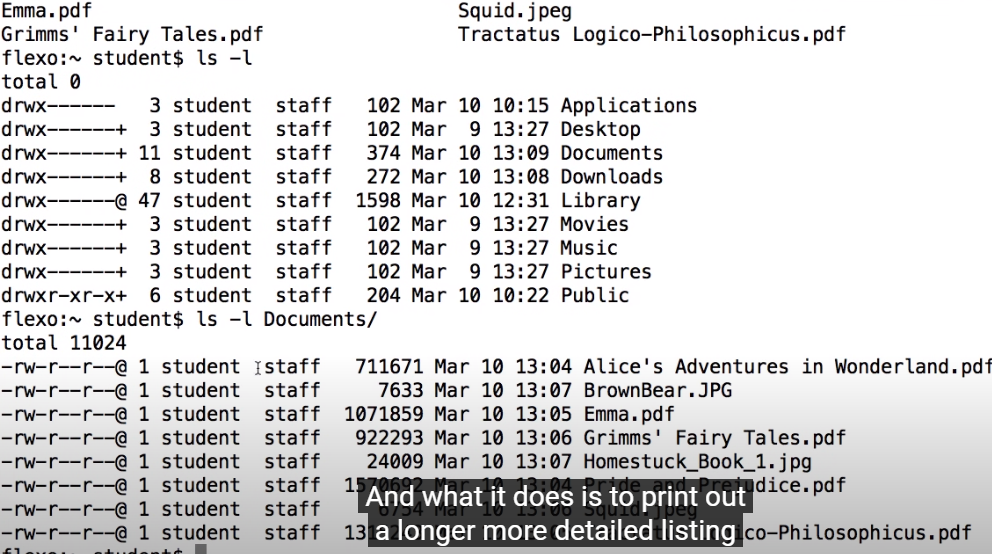 Emma.pdf Squid.jpeg
Grimms' Fairy Tales.pdf Tractatus Logico-Philosophicus.pdf
flexo:~ student$ ls -l
total 0
drwx------ 3 student staff 102 Mar 10 10:15 Applications
drwx------+ 3 student staff 102 Mar 9 13:27 Desktop
drwx------+ 11 student staff 374 Mar 10 13:09 Documents
drwx------+ 8 student staff 272 Mar 10 13:08 Downloads
drwx------@ 47 student staff 1598 Mar 10 12:31 Library
drwx------+ 3 student staff 102 Mar 9 13:27 Movies
drwx------+ 3 student staff 102 Mar 9 13:27 Music
drwx------+ 3 student staff 102 Mar 9 13:27 Pictures
drwxr-xr-x+ 6 student staff 204 Mar 10 10:22 Public
flexo:~ student$ ls -l Documents/
total 11024
-rw-r--r--@ 1 student staff 711671 Mar 10 13:04 Alice's Adventures in Wonderland.pdf
-rw-r--r--@ 1 student staff 7633 Mar 10 13:07 BrownBear.JPG
-rw-r--r--@ 1 student staff 1071859 Mar 10 13:05 Emma.pdf
-rw-r--r--@ 1 student staff 922293 Mar 10 13:06 Grimms' Fairy Tales.pdf
-rw-r--r--@ 1 student staff 24009 Mar 10 13:07 Homestuck_Book_1.jpg
-rw-r--r--@ 1 student staff 1570692 Mar 10 13:04 Pride and Prejudice.pdf
-rw-r--r--@ 1 student staff 6754 Mar 10 13:06 Squid.jpeg
-rw-r--r--@ 1 student staff
And what it does is to print out
a longer more detailed listing
flexo:~ student$